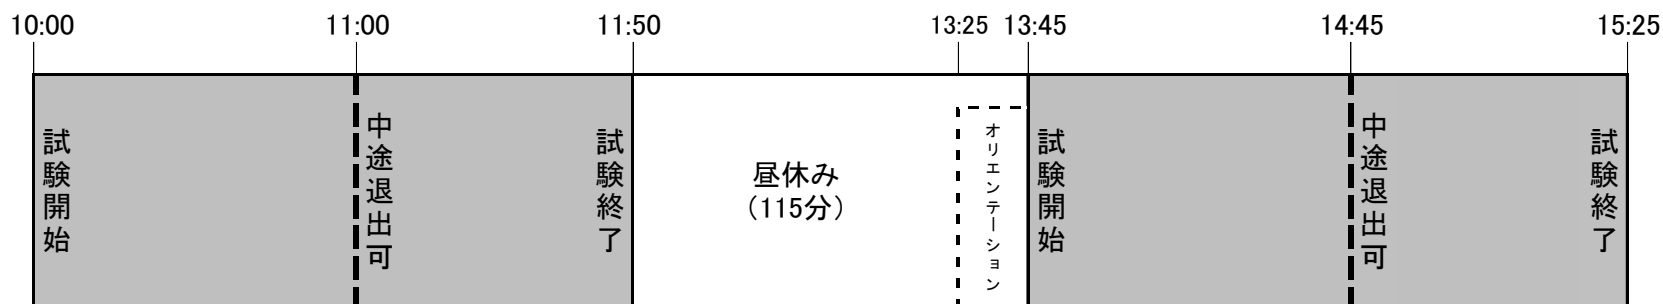 10:00
11:00
11:50
13:25
13:45
14:45
15:25
試験開始
中途退出可
試験終了
昼休み
（115分）
オリエンテーション
試験開始
中途退出可
試験終了